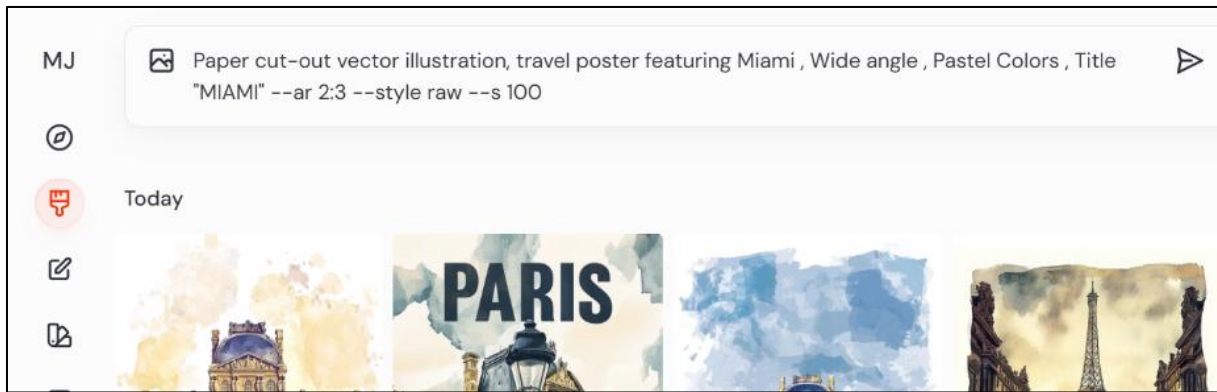 MJ
Paper cut-out vector illustration, travel poster featuring Miami , Wide angle , Pastel Colors , Title
"MIAMI" --ar 2:3 --style raw --s 100
Today
PARIS